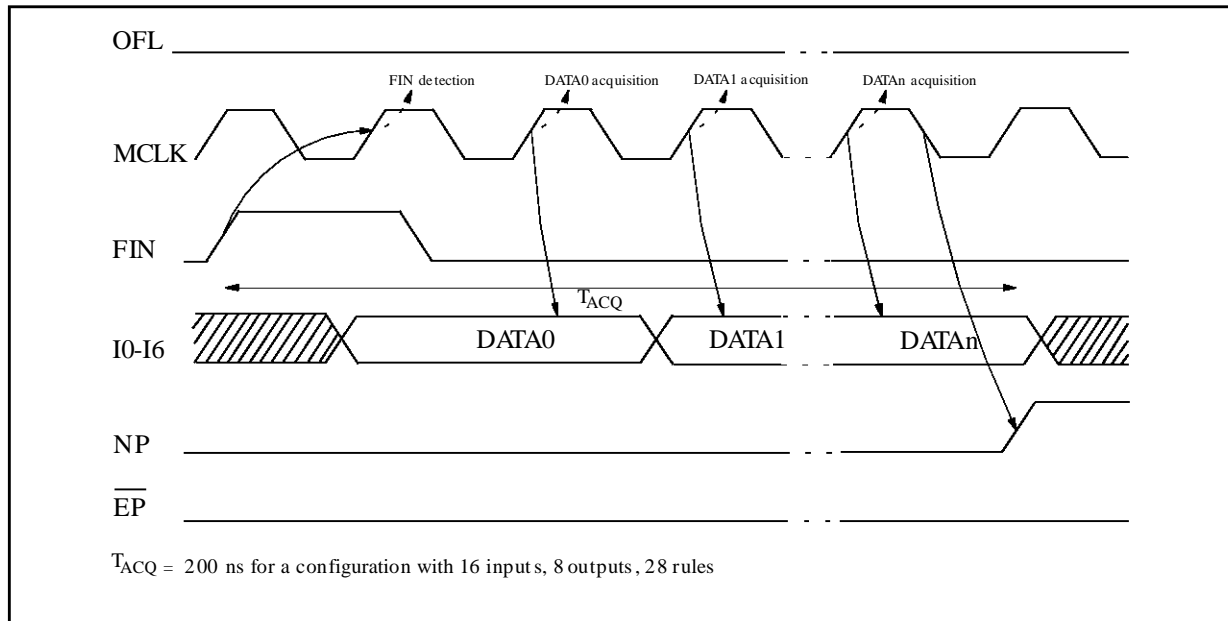 OFL
FIN detection DATA0 acquisition DATA1 acquisition DATAn acquisition
MCLK
FIN
TACQ
I0-I6 DATA0 DATA1 DATAn
NP
EP
TACQ = 200 ns for a configuration with 16 inputs, 8 outputs, 28 rules